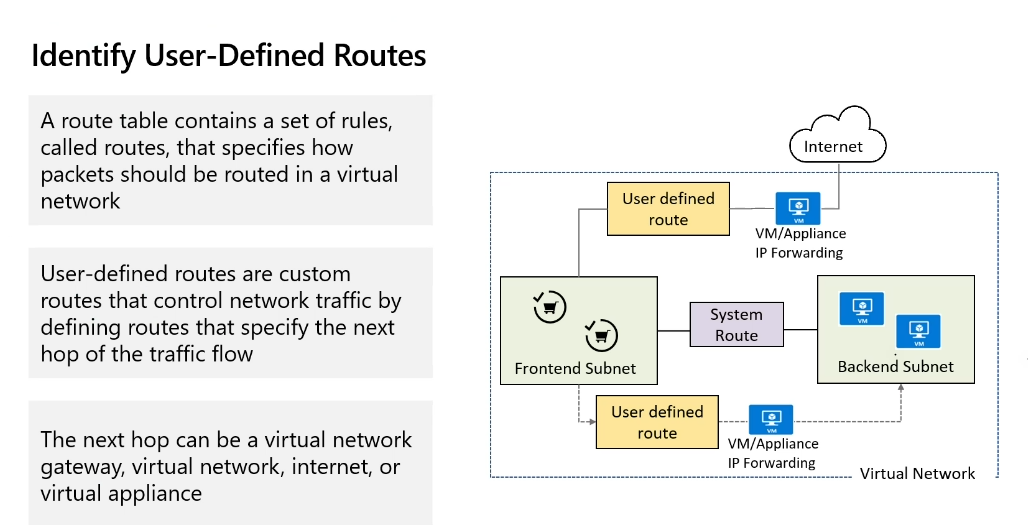 Identify User-Defined Routes
A route table contains a set of rules,
called routes, that specifies how
packets should be routed in a virtual
network
User-defined routes are custom
routes that control network traffic by
defining routes that specify the next
hop of the traffic flow
The next hop can be a virtual network
gateway, virtual network, internet, or
virtual appliance
Internet
User defined
route
VM
VM/Appliance
IP Forwarding
System
Route
VM
VM
Frontend Subnet
Backend Subnet
User defined
route
VM
VM/Appliance
IP Forwarding
Virtual Network